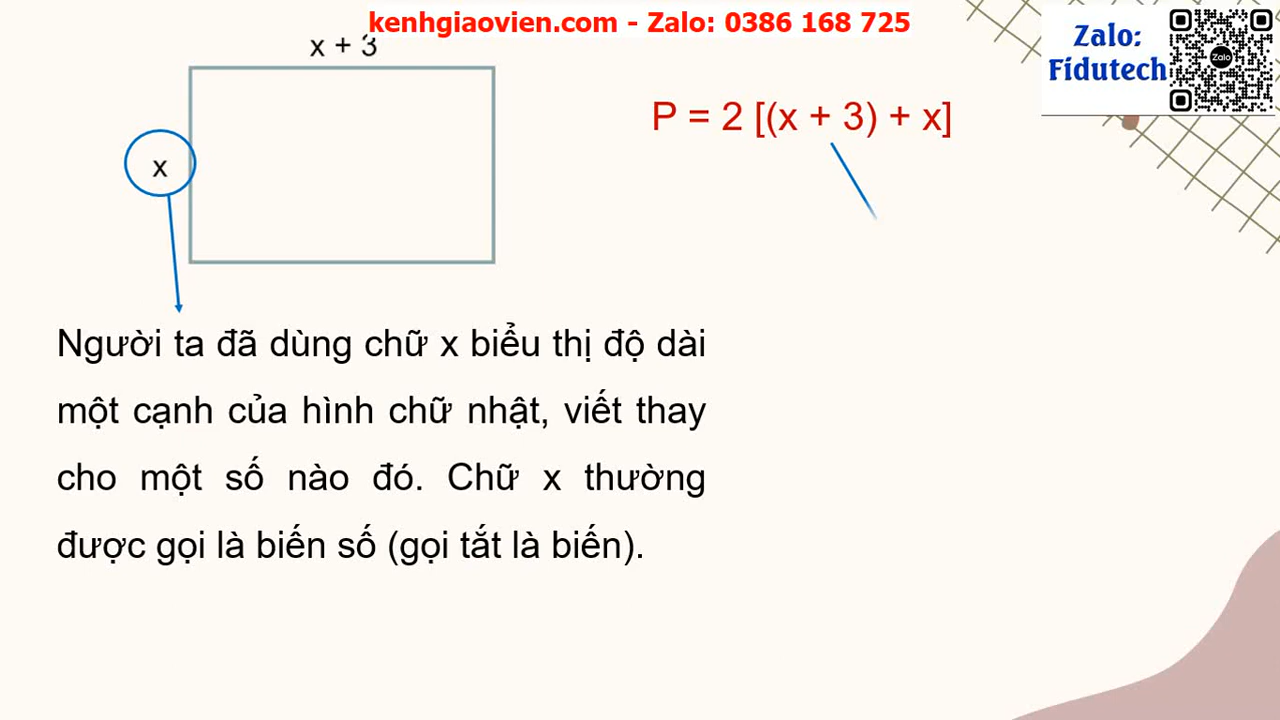 kenhgiaovien.com - Zalo: 0386 168 725
Zalo:
Fidutech
Zalo
x + 3
P = 2 [(x + 3) + x]
x
Người ta đã dùng chữ x biểu thị độ dài
một cạnh của hình chữ nhật, viết thay
cho một số nào đó. Chữ x thường
được gọi là biến số (gọi tắt là biến).